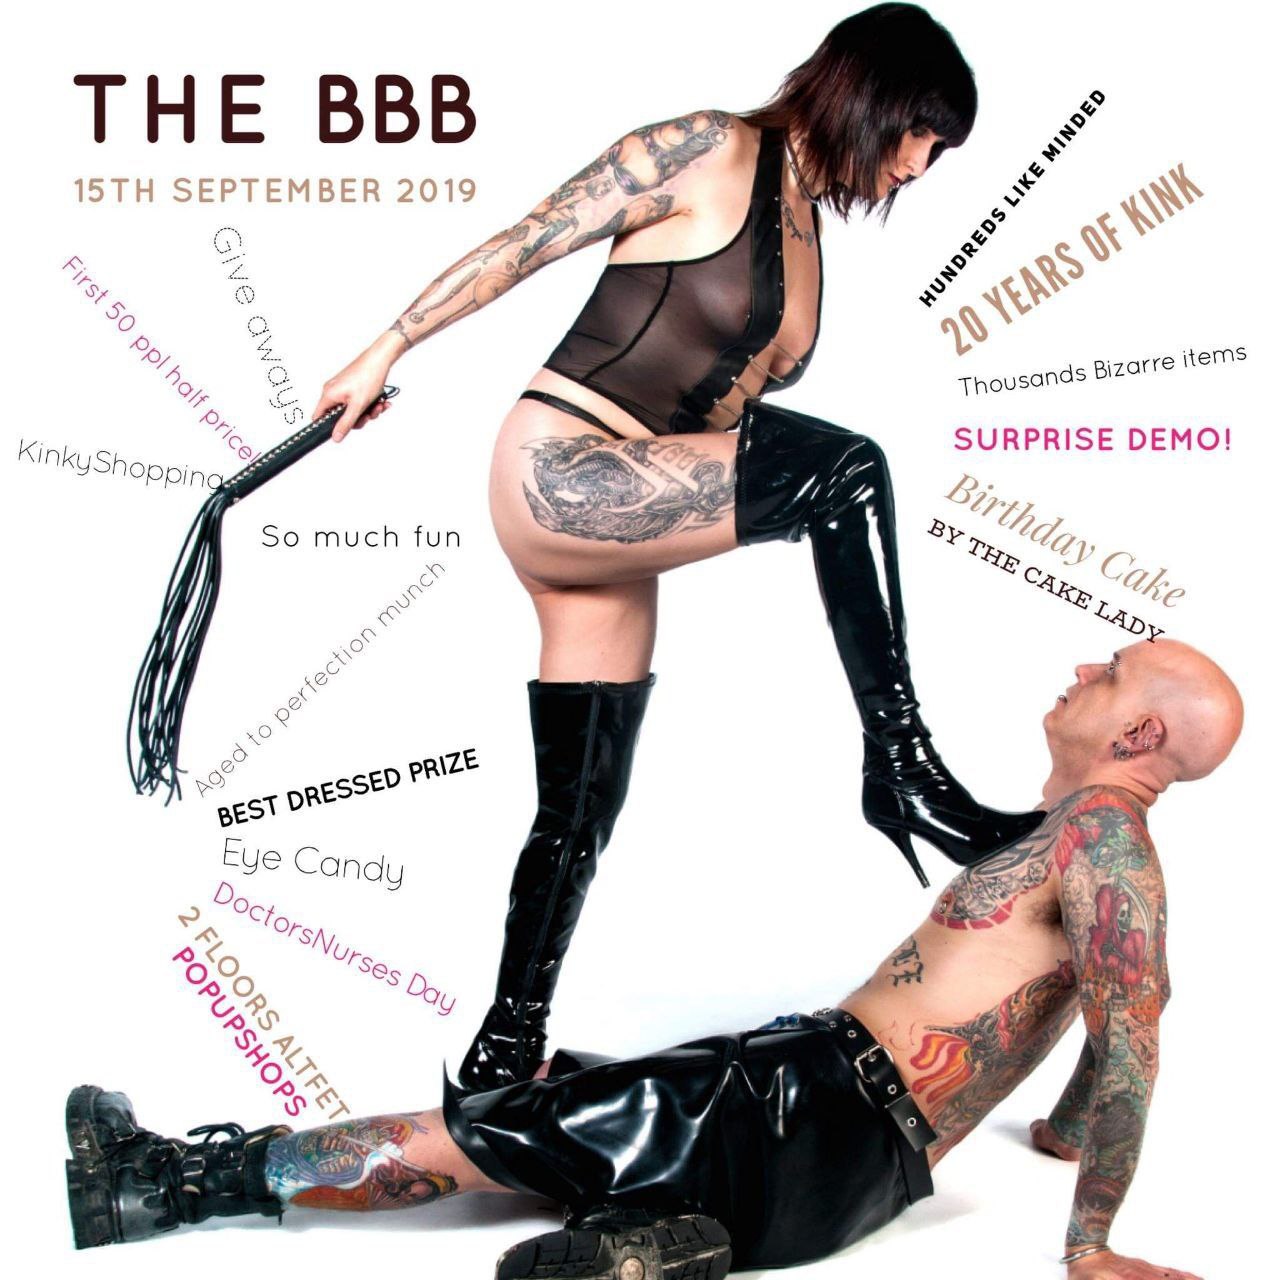 THE BBB
15TH SEPTEMBER 2019
Give aways
First 50 ppl half price!
KinkyShopping
So much fun
Aged to perfection munch
BEST DRESSED PRIZE
Eye Candy
DoctorsNurses Day
2 FLOORS ALTFET
POPUPSHOPS
HUNDREDS LIKE MINDED
20 YEARS OF KINK
Thousands Bizarre items
SURPRISE DEMO!
Birthday Cake
BY THE CAKE LADY